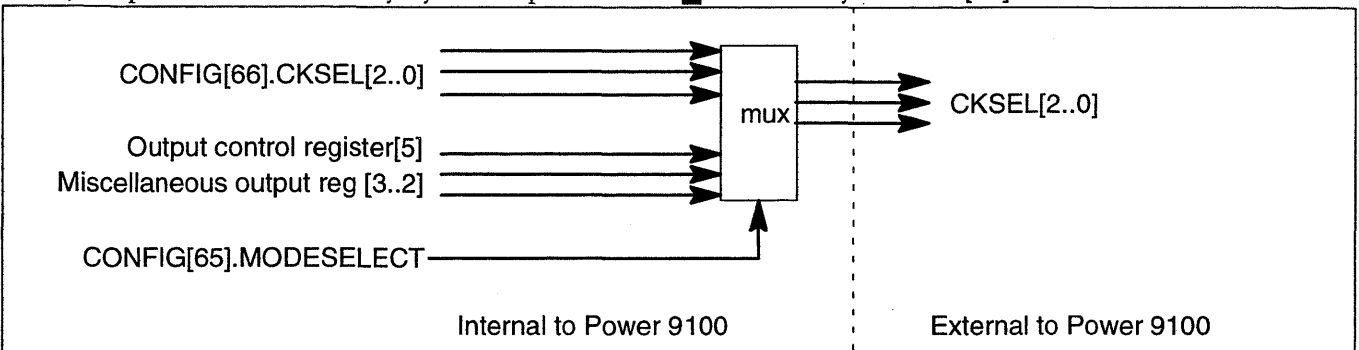 CONFIG[66].CKSEL[2..0]
mux
CKSEL[2..0]
Output control register[5]
Miscellaneous output reg [3..2]
CONFIG[65].MODESELECT
Internal to Power 9100
External to Power 9100